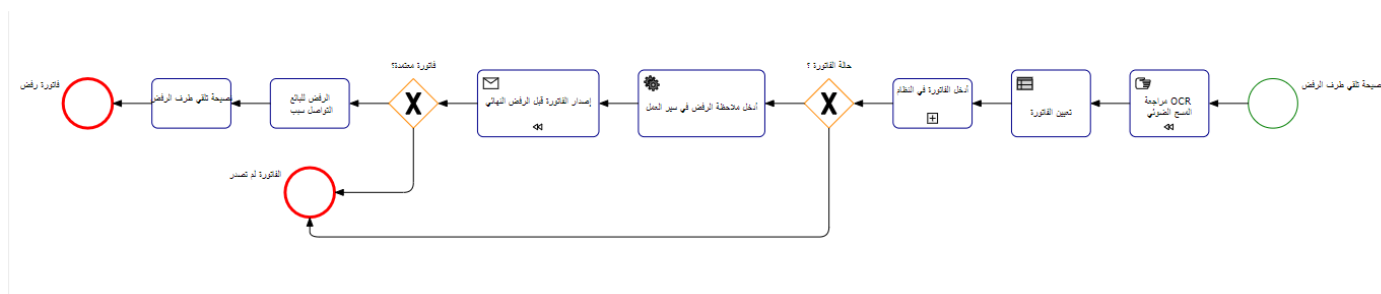 صيحة تلقي طرف الرفض
OCR مراجعة
المسح الضوئي
تعيين الفاتورة
أدخل الفاتورة في النظام
حالة الفاتورة ؟
أدخل ملاحظة الرفض في سير العمل
إصدار الفاتورة قبل الرفض النهائي
فاتورة معتمدة؟
الرفض للبائع
التواصل سبب
صيحة تلقي طرف الرفض
فاتورة رفض
الفاتورة لم تصدر